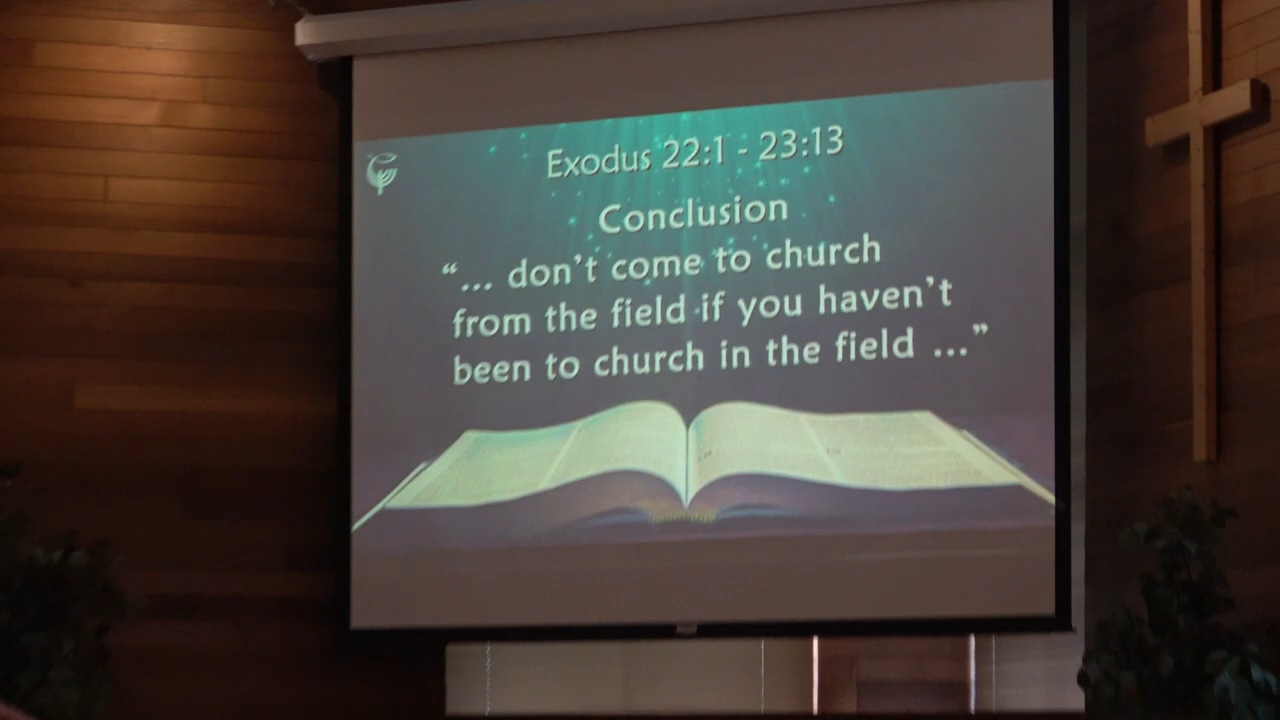 Exodus 22:1 - 23:13
Conclusion
“... don’t come to church
from the field if you haven’t
been to church in the field ...”